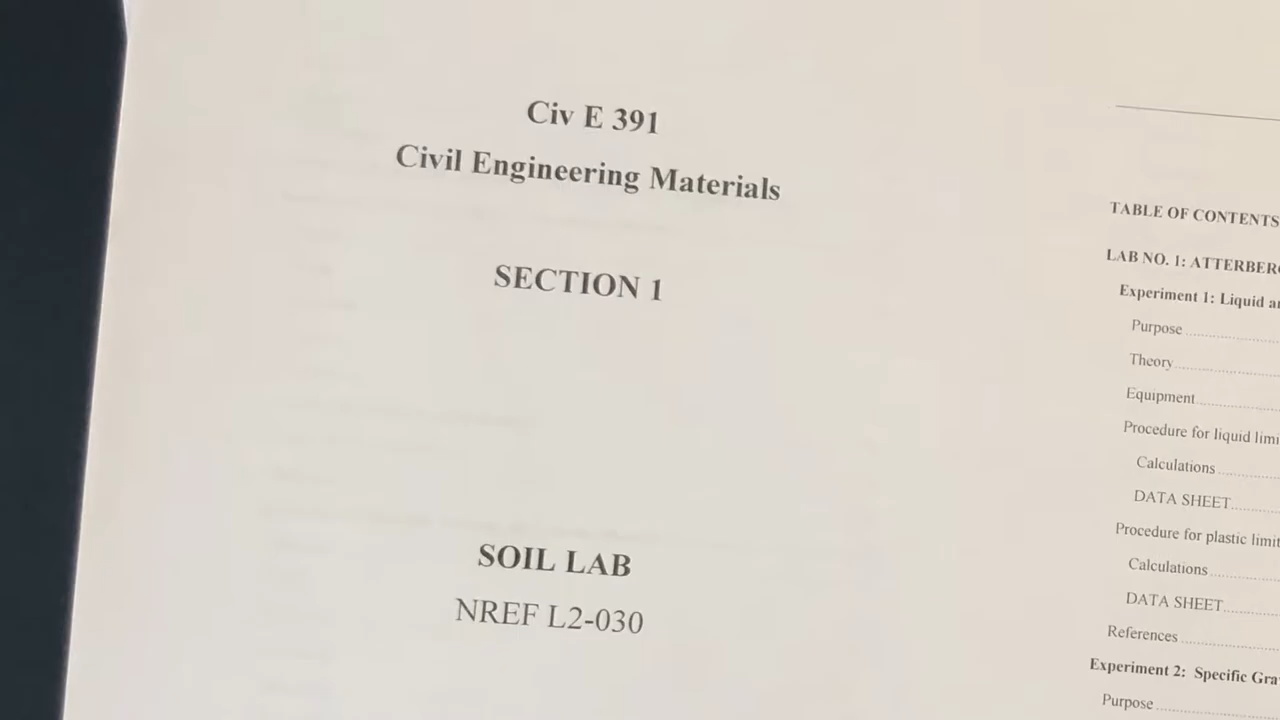 Civ E 391
Civil Engineering Materials
SECTION 1
SOIL LAB
NREF L2-030
TABLE OF CONTENTS
LAB NO. 1:
Experiment 1: Liquid
Purpose
Theory
Equipment
Procedure for liquid
Calculations
DATA SHEET
Procedure for plastic limit
Calculations
DATA SHEET
References
Experiment 2: Specific
Purpose